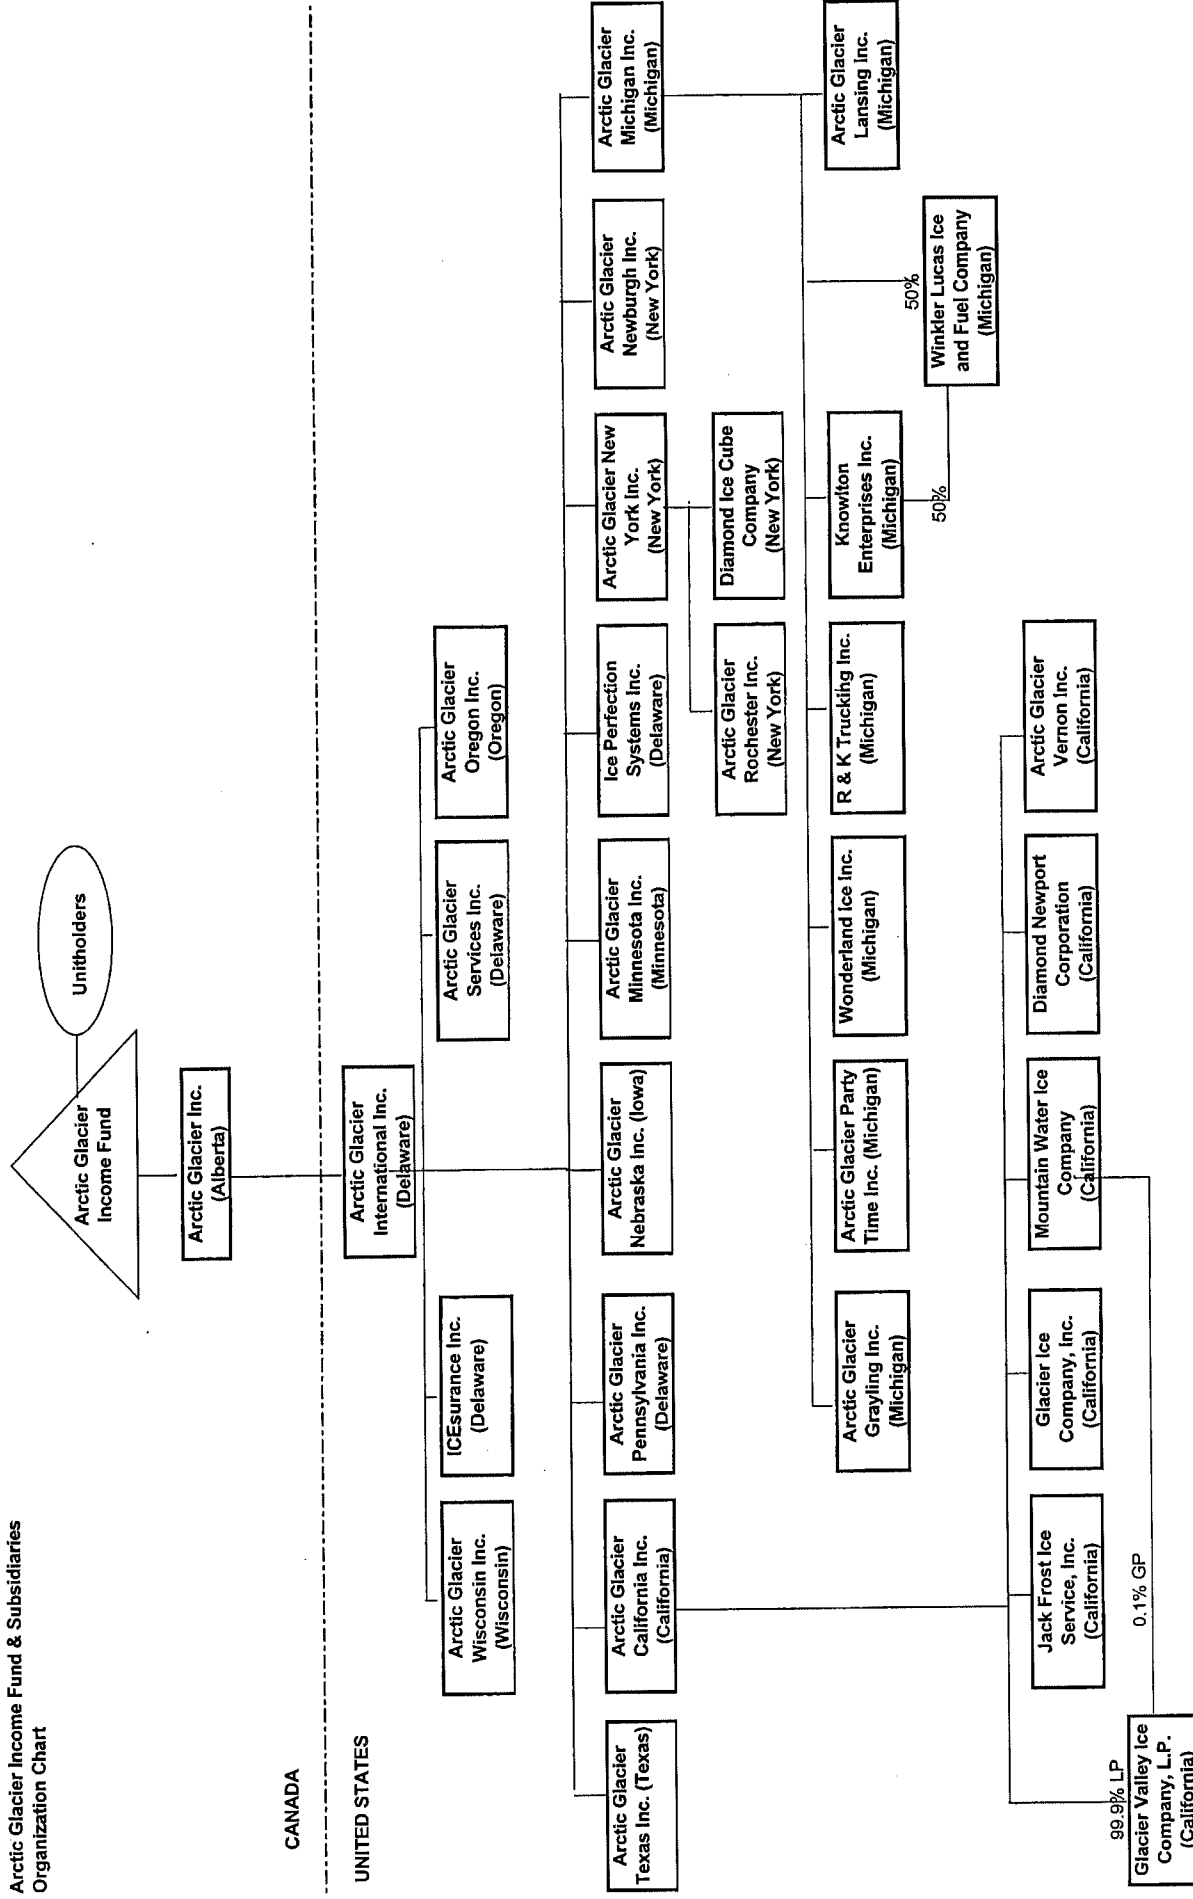 Arctic Glacier Income Fund & Subsidiaries
Organization Chart
Arctic Glacier
Income Fund
Unitholders
Arctic Glacier Inc.
(Alberta)
CANADA
UNITED STATES
Arctic Glacier
International Inc.
(Delaware)
Arctic Glacier
Wisconsin Inc.
(Wisconsin)
ICEsurance Inc.
(Delaware)
Arctic Glacier
Services Inc.
(Delaware)
Arctic Glacier
Oregon Inc.
(Oregon)
Arctic Glacier
Texas Inc. (Texas)
Arctic Glacier
California Inc.
(California)
Arctic Glacier
Pennsylvania Inc.
(Delaware)
Arctic Glacier
Nebraska Inc. (Iowa)
Arctic Glacier
Minnesota Inc.
(Minnesota)
Ice Perfection
Systems Inc.
(Delaware)
Arctic Glacier New
York Inc.
(New York)
Arctic Glacier
Newburgh Inc.
(New York)
Arctic Glacier
Michigan Inc.
(Michigan)
Arctic Glacier
Rochester Inc.
(New York)
Diamond Ice Cube
Company
(New York)
Arctic Glacier
Grayling Inc.
(Michigan)
Arctic Glacier Party
Time Inc. (Michigan)
Wonderland Ice Inc.
(Michigan)
R & K Trucking Inc.
(Michigan)
Knowlton
Enterprises Inc.
(Michigan)
Arctic Glacier
Lansing Inc.
(Michigan)
50%
50%
Winkler Lucas Ice
and Fuel Company
(Michigan)
Jack Frost Ice
Service, Inc.
(California)
Glacier Ice
Company, Inc.
(California)
Mountain Water Ice
Company
(California)
Diamond Newport
Corporation
(California)
Arctic Glacier
Vernon Inc.
(California)
99.9% LP
0.1% GP
Glacier Valley Ice
Company, L.P.
(California)